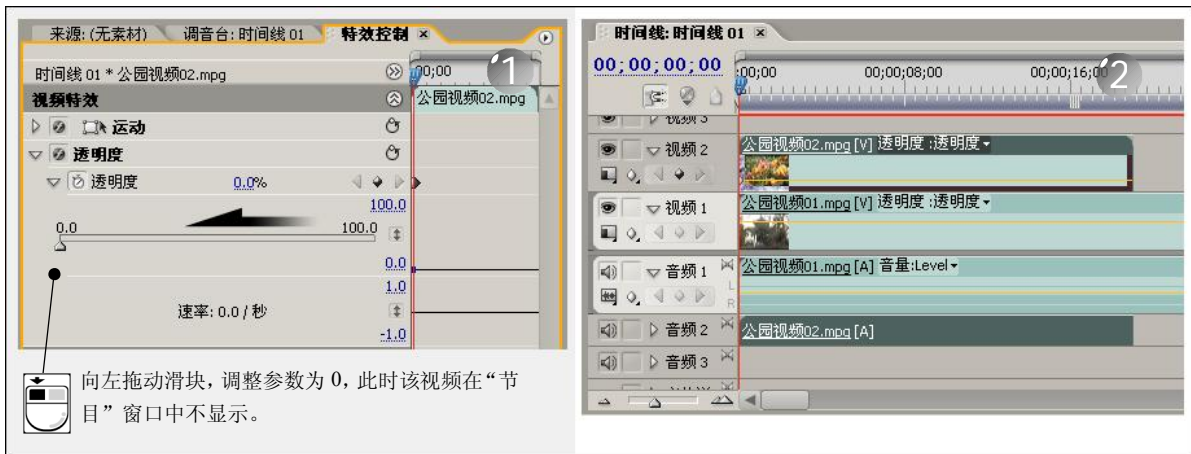 来源: (无素材) 调音台: 时间线 01 特效控制 ×
时间线 01 * 公园视频02.mpg
00;00 1
视频特效
公园视频02.mpg
运动
透明度
透明度 0.0%
100.0
0.0 100.0
0.0
1.0
速率: 0.0 / 秒
-1.0
向左拖动滑块，调整参数为 0，此时该视频在“节
目”窗口中不显示。
时间线: 时间线 01 ×
00;00;00;00 :00;00 00;00;08;00 00;00;16;00 2
视频 3
视频 2 公园视频02.mpg [V] 透明度 :透明度
视频 1 公园视频01.mpg [V] 透明度 :透明度
音频 1 公园视频01.mpg [A] 音量:Level
L
R
音频 2 公园视频02.mpg [A]
音频 3